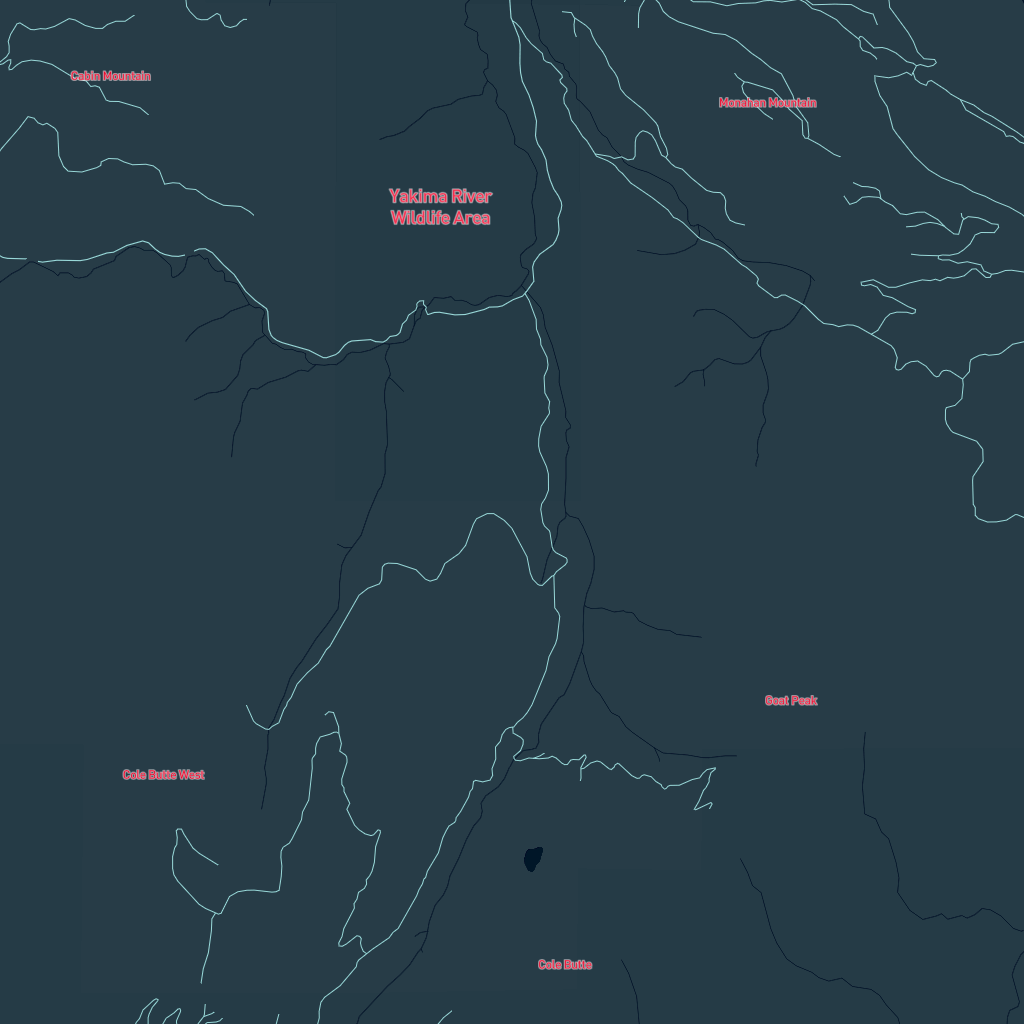 Cabin Mountain
Monahan Mountain
Yakima River
Wildlife Area
Goat Peak
Cole Butte West
Cole Butte